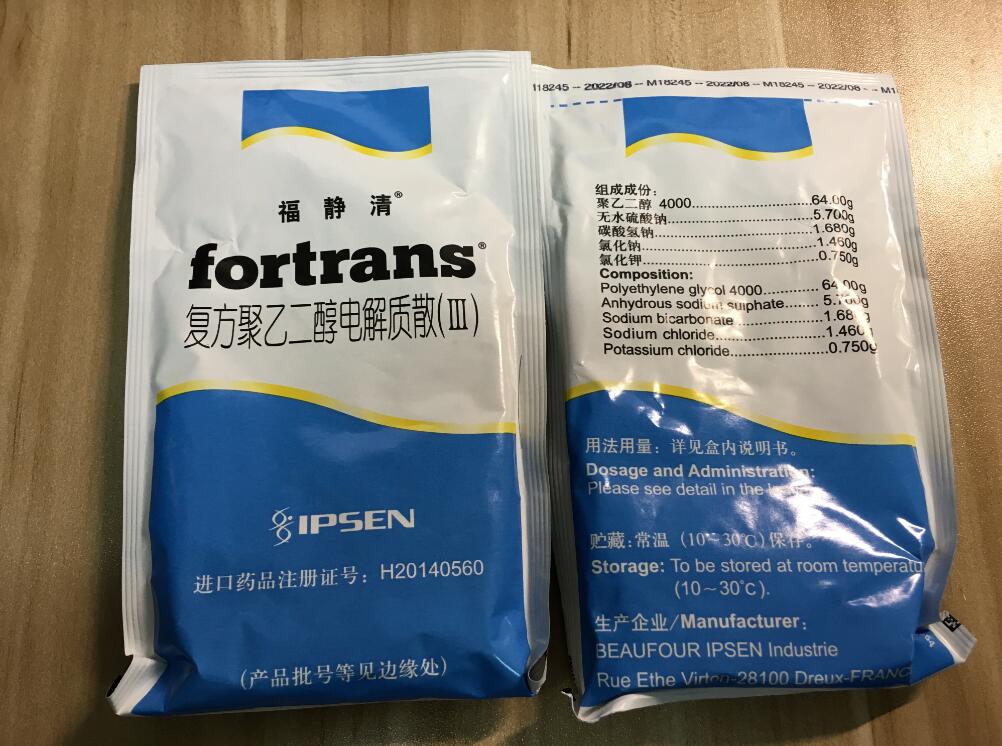 福静清®
fortrans®
复方聚乙二醇电解质散(Ⅲ)
IPSEN
进口药品注册证号：H20140560
(产品批号等见边缘处)
18245 -- 2022/08 -- M18245 -- 2022/08 -- M18245 -- 2022/08 -- M1
组成成份：
聚乙二醇 4000..............................64.00g
无水硫酸钠..............................5.700g
碳酸氢钠..............................1.680g
氯化钠..............................1.460g
氯化钾..............................0.750g
Composition:
Polyethylene glycol 4000..........64.00g
Anhydrous sodium sulphate.......5.700g
Sodium bicarbonate..................1.68
Sodium chloride.....................1.460
Potassium chloride..................0.750g
用法用量：详见盒内说明书。
Dosage and Administration:
Please see detail in the
贮藏：常温（10～30℃）保存。
Storage: To be stored at room temperatu
(10～30℃).
生产企业/Manufacturer：
BEAUFOUR IPSEN Industrie
Rue Ethe Virton-28100 Dreux-FRANC
64